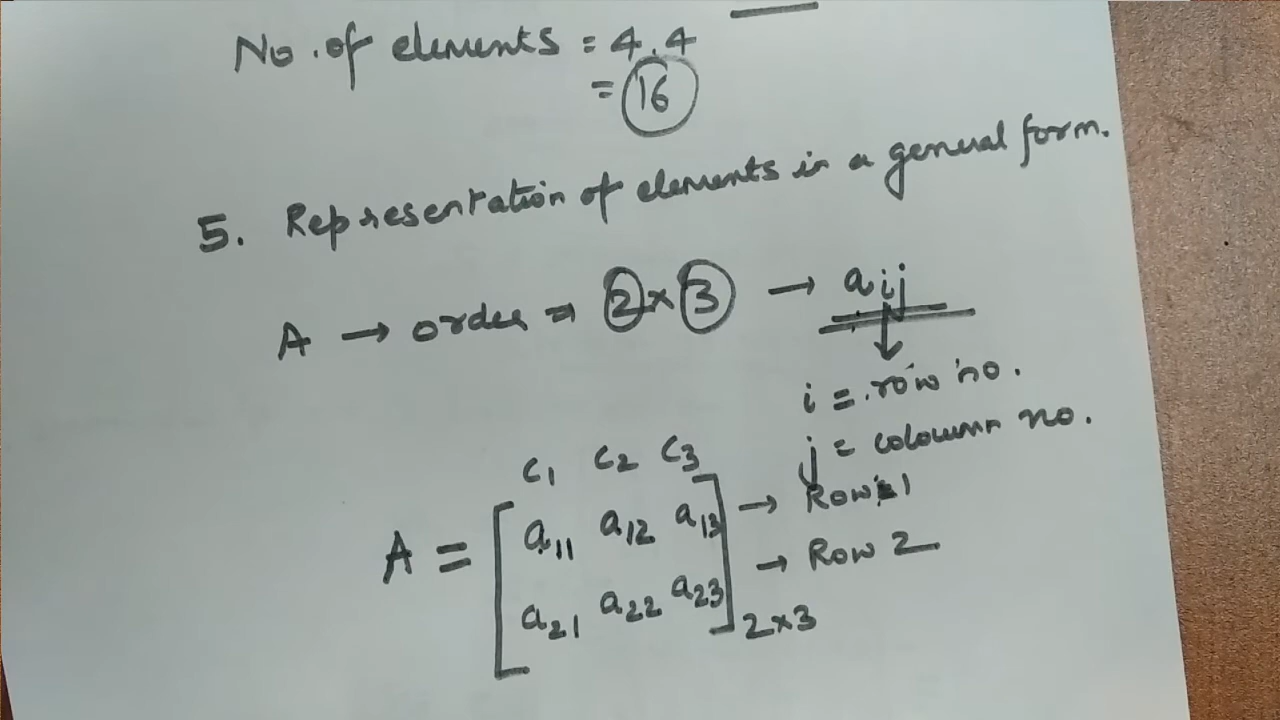 No. of elements = 4.4
= 16
5. Representation of elements in a general form.
A → order = 2 × 3 → aij
i = row no.
j = coloumn no.
C1 C2 C3
A = [ a11 a12 a13 ] → Row 1
a21 a22 a23 → Row 2
2×3